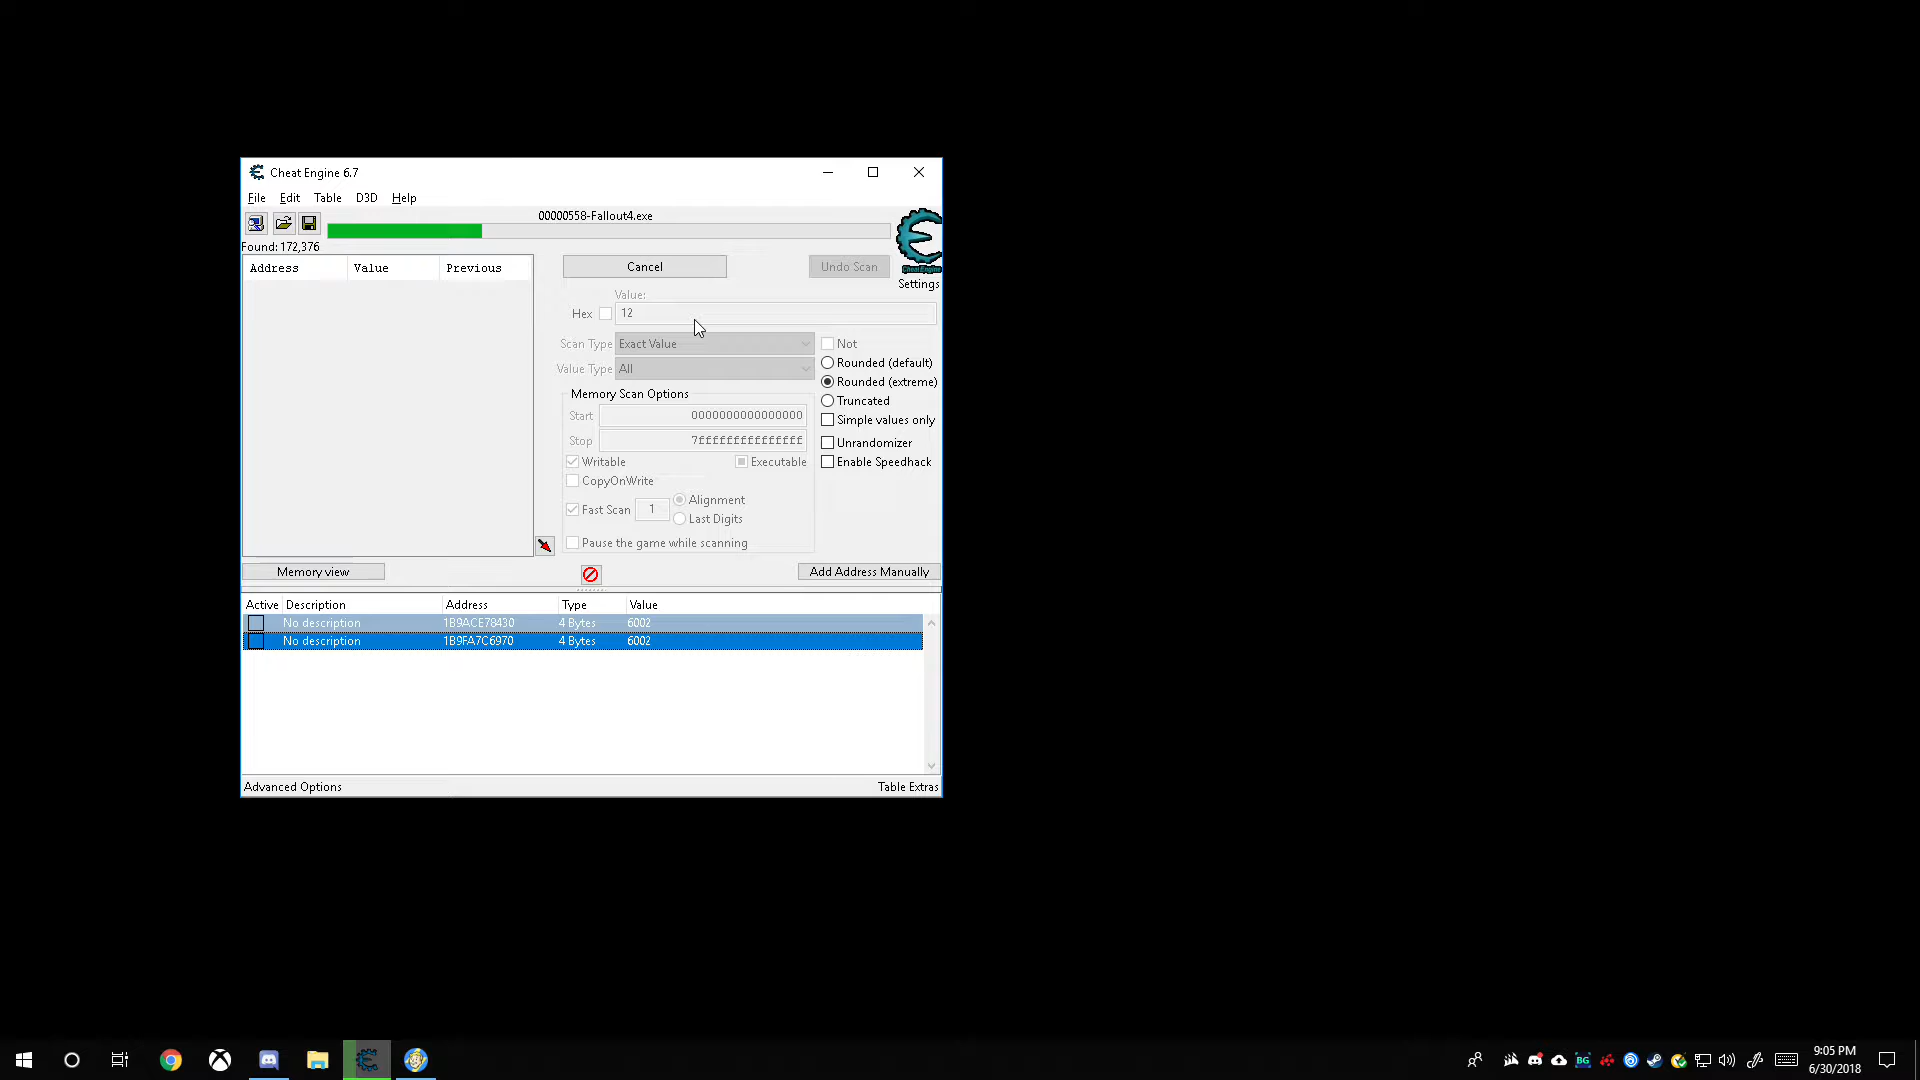 Cheat Engine 6.7
File Edit Table D3D Help
00000558-Fallout4.exe
Found: 172,376
Address Value Previous
Cancel
Undo Scan
Cheat Engine
Settings
Value:
Hex 12
Scan Type Exact Value
Not
Value Type All
Rounded (default)
Rounded (extreme)
Truncated
Simple values only
Unrandomizer
Enable Speedhack
Memory Scan Options
Start 0000000000000000
Stop 7fffffffffffffff
Writable Executable
CopyOnWrite
Fast Scan 1 Alignment
Last Digits
Pause the game while scanning
Memory view
Add Address Manually
Active Description Address Type Value
No description 1B9ACE78430 4 Bytes 6002
No description 1B9FA7C6970 4 Bytes 6002
Advanced Options
Table Extras
BG
9:05 PM
6/30/2018